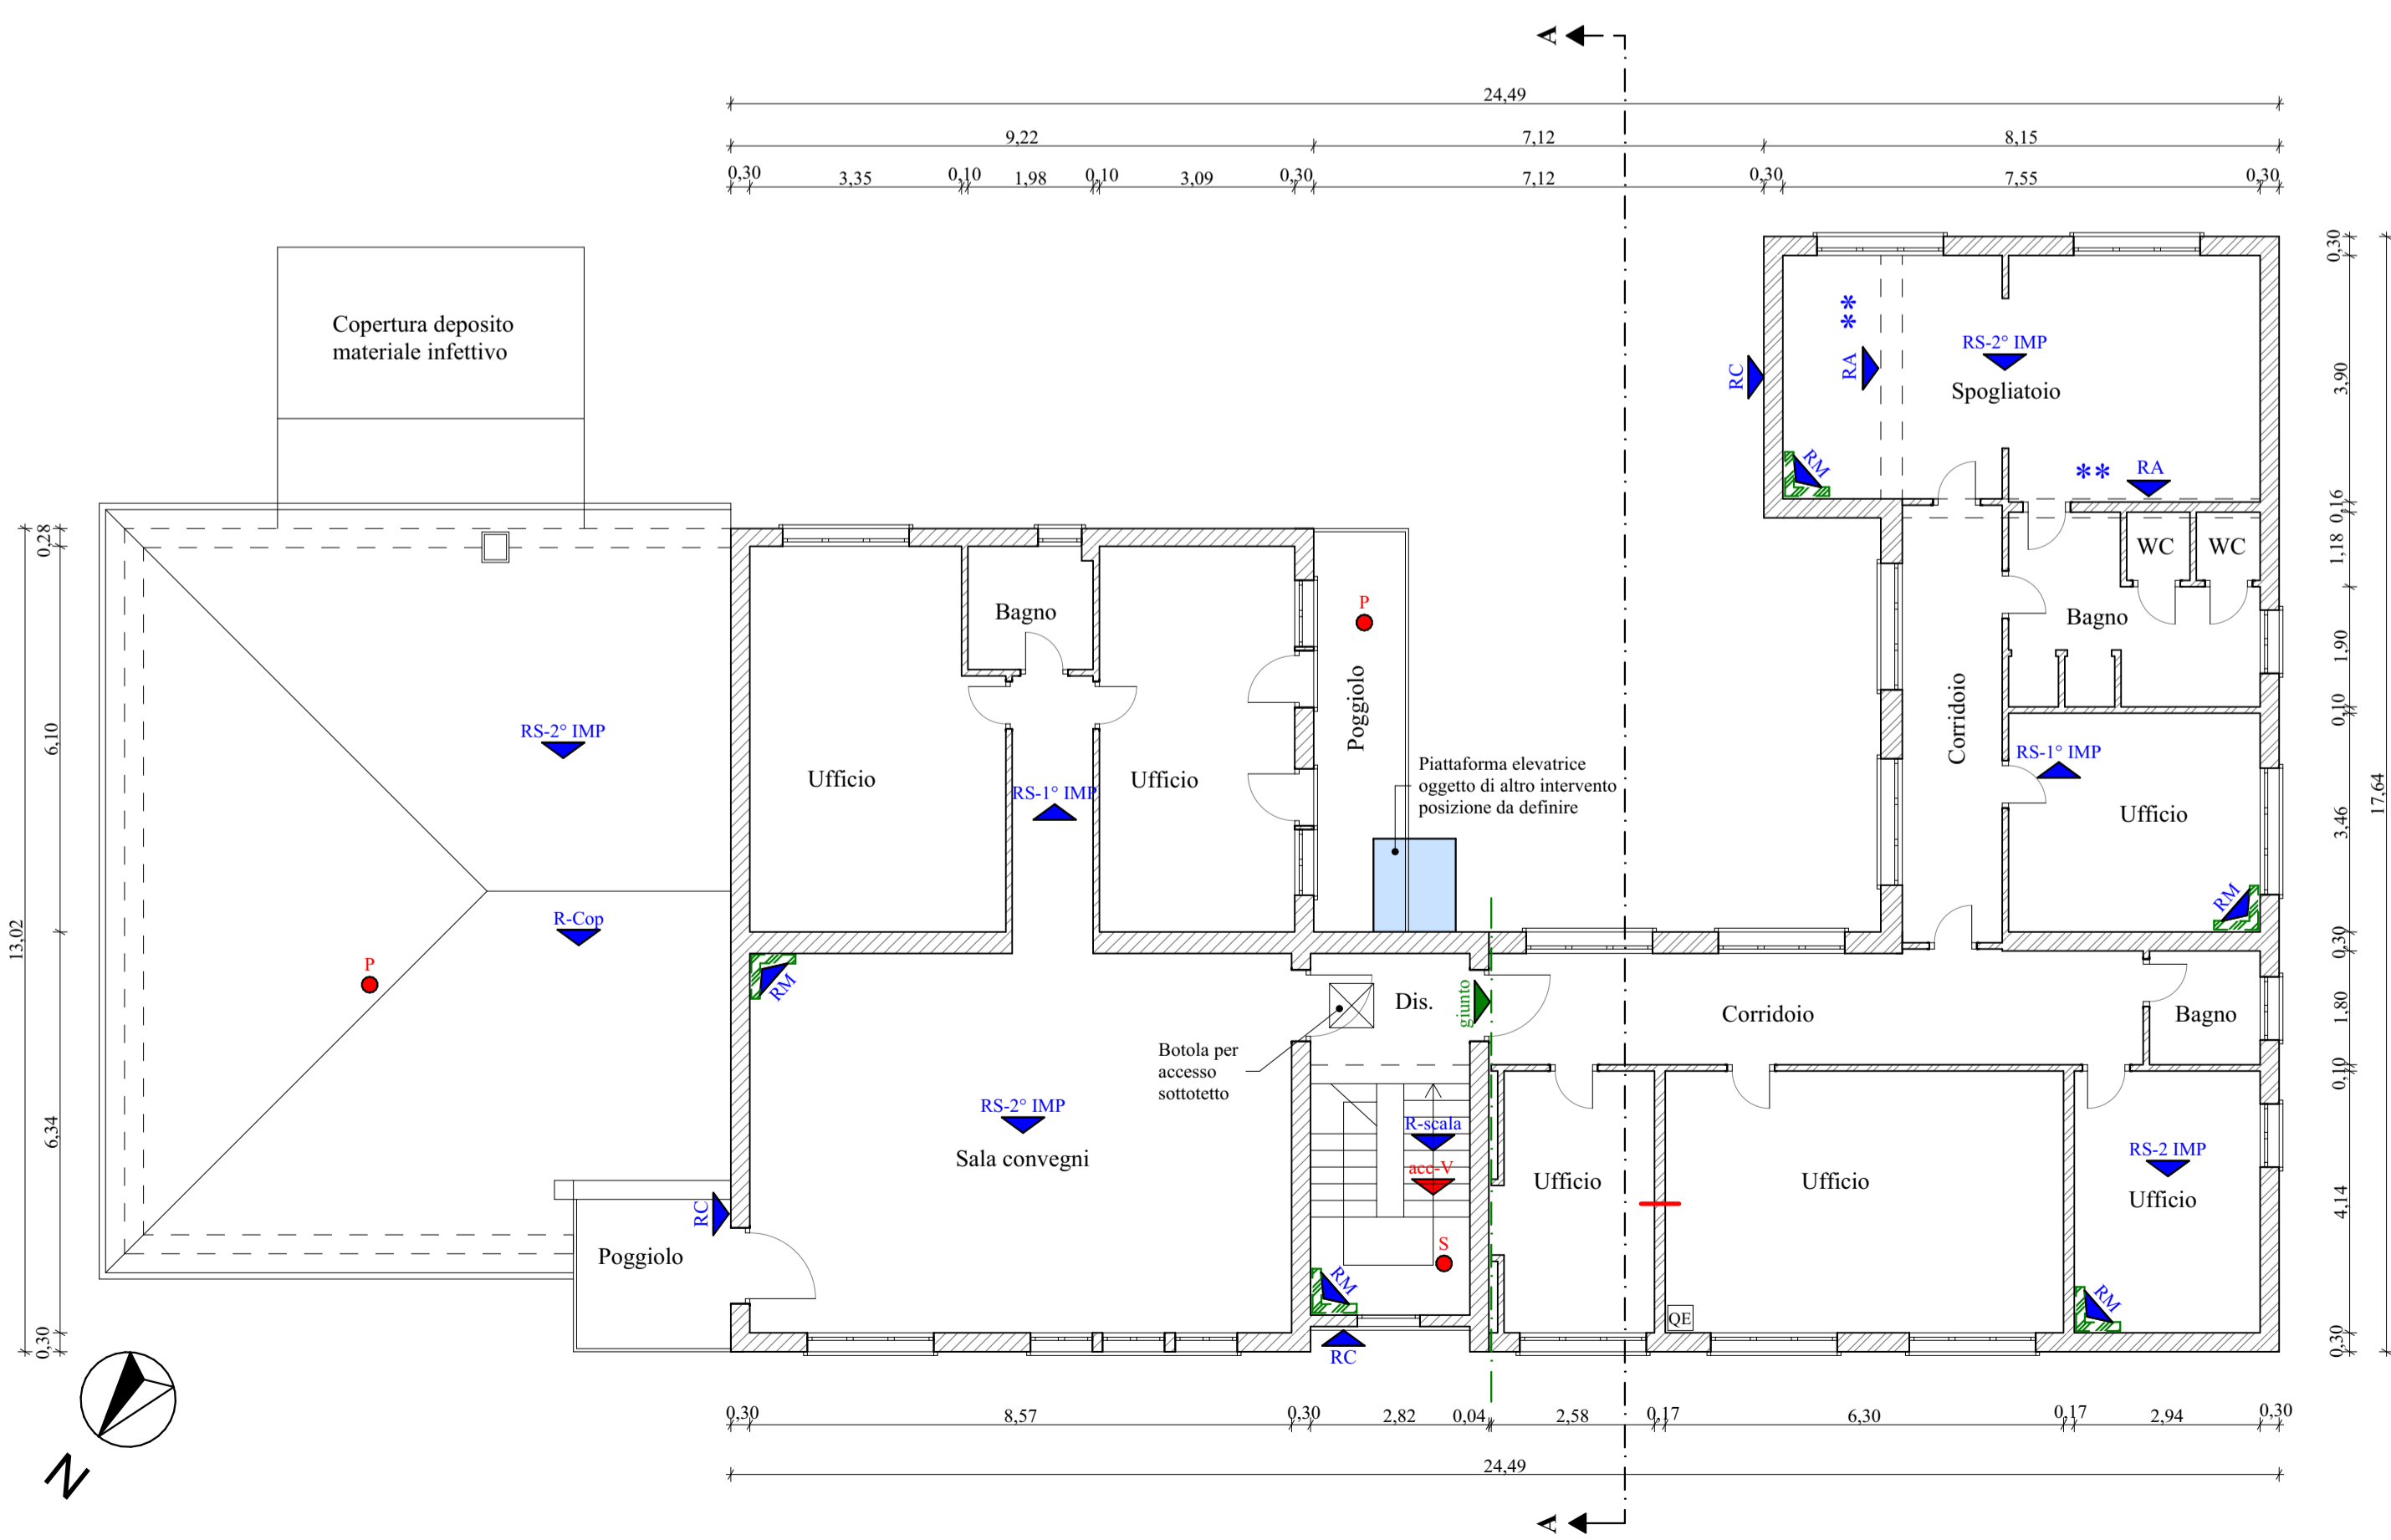 A
24,49
9,22
7,12
8,15
0,30
3,35
0,10
1,98
0,10
3,09
0,30
7,12
0,30
7,55
0,30
Copertura deposito
materiale infettivo
**
RA
RC
RS-2° IMP
Spogliatoio
RM
**
RA
0,30
3,90
0,16
1,18
1,90
0,10
3,46
0,30
1,80
0,10
4,14
0,30
17,64
WC
WC
Bagno
Corridoio
RS-1° IMP
Ufficio
RM
0,28
6,10
6,34
0,30
13,02
RS-2° IMP
R-Cop
P
Bagno
Ufficio
RS-1° IMP
Ufficio
P
Poggiolo
Piattaforma elevatrice
oggetto di altro intervento
posizione da definire
RM
Dis.
giunto
Corridoio
Bagno
Botola per
accesso
sottotetto
RS-2° IMP
Sala convegni
R-scala
acc-V
S
Ufficio
Ufficio
RS-2 IMP
Ufficio
RC
Poggiolo
RM
RC
QE
RM
N
0,30
8,57
0,30
2,82
0,04
2,58
0,17
6,30
0,17
2,94
0,30
24,49
A